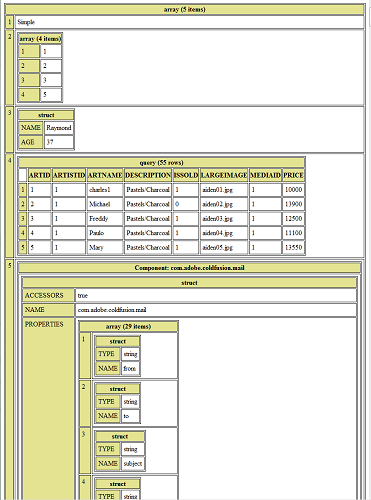 array (5 items)
1 Simple
2 array (4 items)
1 1
2 2
3 3
4 5
3 struct
NAME Raymond
AGE 37
4 query (55 rows)
ARTID ARTISTID ARTNAME DESCRIPTION ISSOLD LARGEIMAGE MEDIAID PRICE
1 1 1 charles1 Pastels/Charcoal 1 aiden01.jpg 1 10000
2 2 1 Michael Pastels/Charcoal 0 aiden02.jpg 1 13900
3 3 1 Freddy Pastels/Charcoal 1 aiden03.jpg 1 12500
4 4 1 Paulo Pastels/Charcoal 1 aiden04.jpg 1 11100
5 5 1 Mary Pastels/Charcoal 1 aiden05.jpg 1 13550
5 Component: com.adobe.coldfusion.mail
struct
ACCESSORS true
NAME com.adobe.coldfusion.mail
PROPERTIES array (29 items)
1 struct
TYPE string
NAME from
2 struct
TYPE string
NAME to
3 struct
TYPE string
NAME subject
4 struct
TYPE string